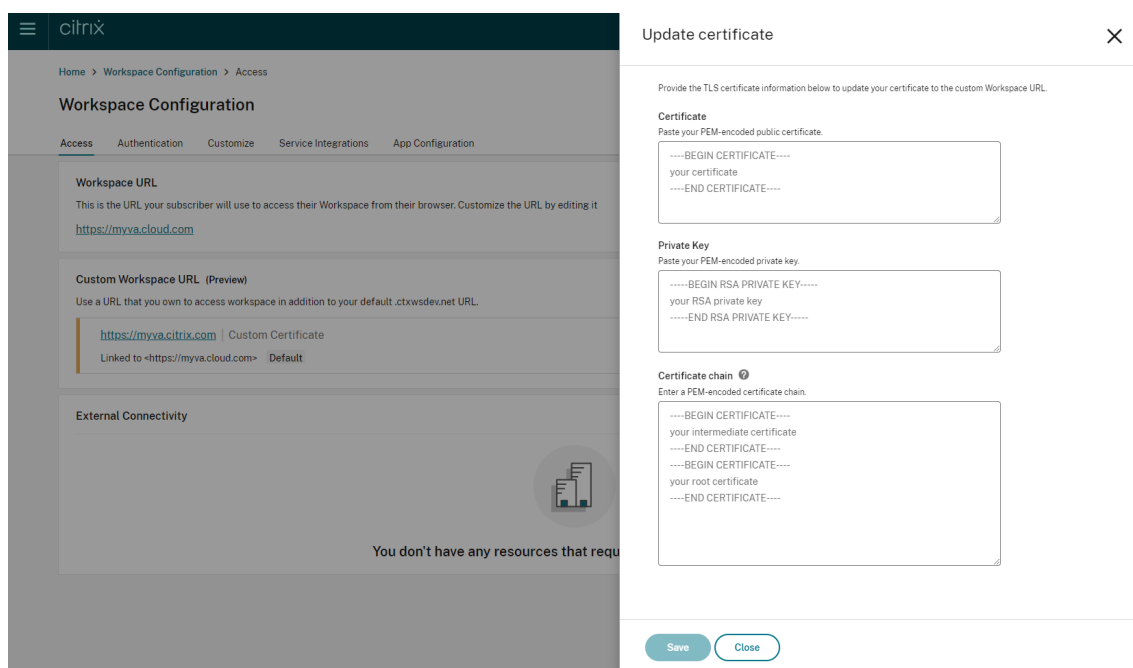 citrix
Home > Workspace Configuration > Access
Workspace Configuration
Access Authentication Customize Service Integrations App Configuration
Workspace URL
This is the URL your subscriber will use to access their Workspace from their browser. Customize the URL by editing it
https://myva.cloud.com
Custom Workspace URL (Preview)
Use a URL that you own to access workspace in addition to your default .ctxwsdev.net URL.
https://myva.citrix.com | Custom Certificate
Linked to <https://myva.cloud.com> Default
External Connectivity
You don't have any resources that requ
Update certificate
Provide the TLS certificate information below to update your certificate to the custom Workspace URL.
Certificate
Paste your PEM-encoded public certificate.
----BEGIN CERTIFICATE----
your certificate
----END CERTIFICATE----
Private Key
Paste your PEM-encoded private key.
-----BEGIN RSA PRIVATE KEY-----
your RSA private key
-----END RSA PRIVATE KEY-----
Certificate chain ?
Enter a PEM-encoded certificate chain.
----BEGIN CERTIFICATE----
your intermediate certificate
----END CERTIFICATE----
----BEGIN CERTIFICATE----
your root certificate
----END CERTIFICATE----
Save Close